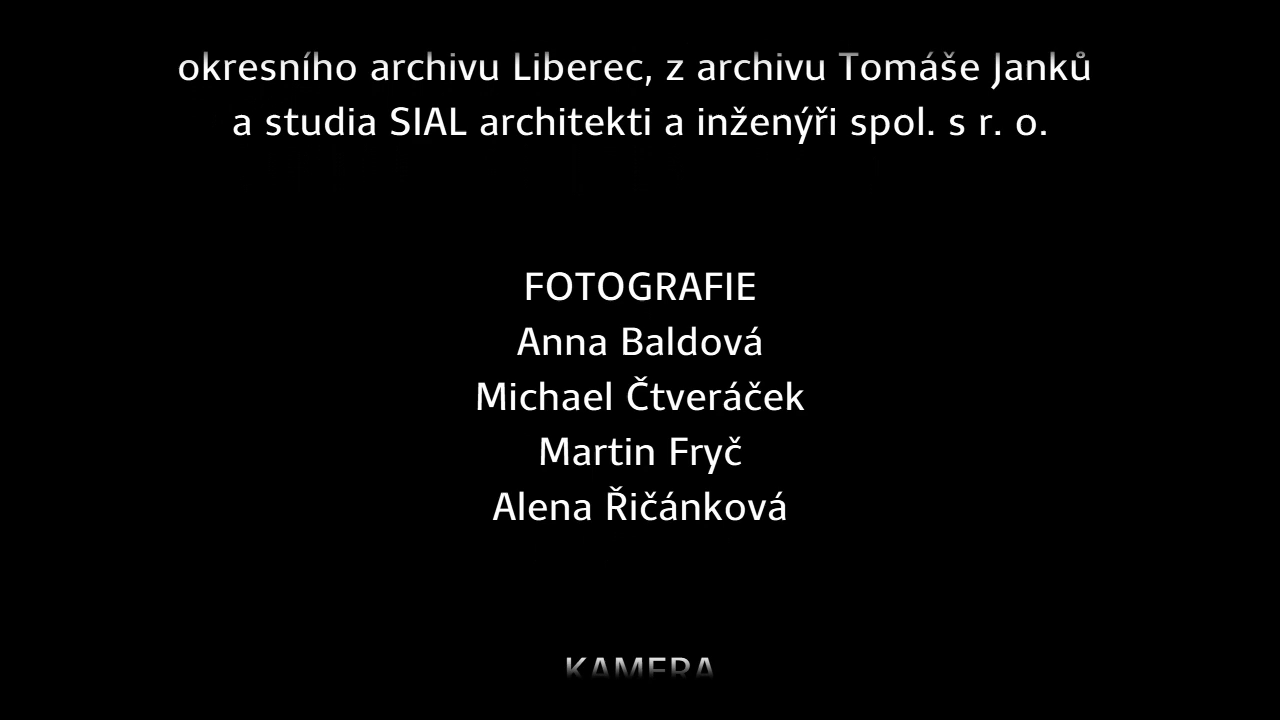 okresního archivu Liberec, z archivu Tomáše Janků
a studia SIAL architekti a inženýři spol. s r. o.
FOTOGRAFIE
Anna Baldová
Michael Čtveráček
Martin Fryč
Alena Řičánková
KAMERA